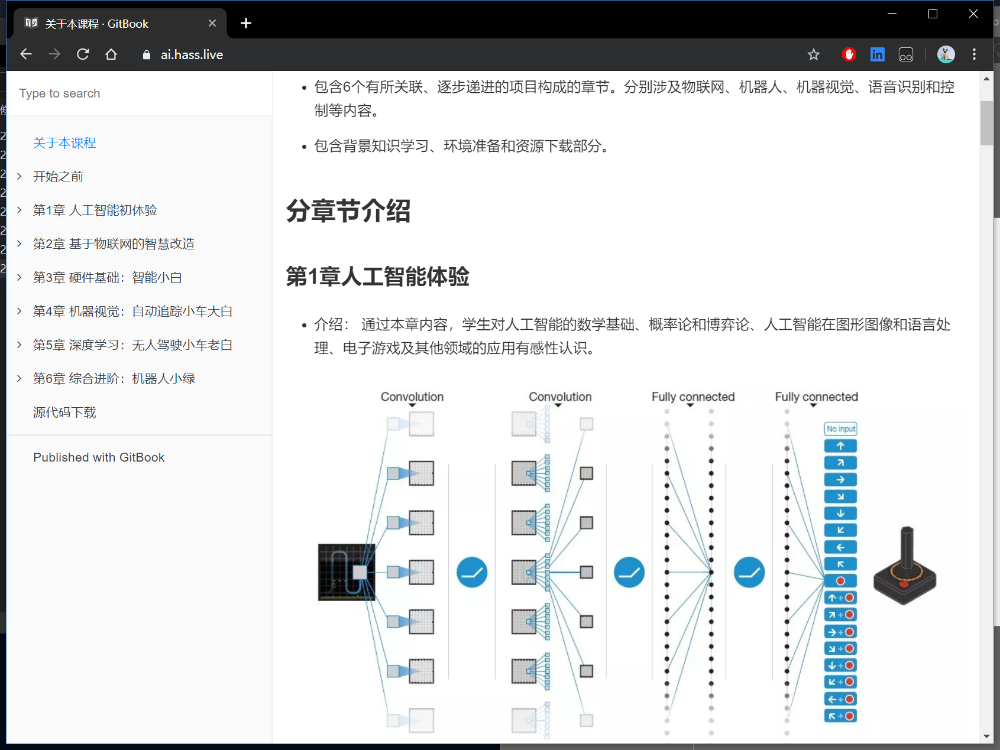 关于本课程 · GitBook
ai.hass.live
Type to search
关于本课程
开始之前
第1章 人工智能初体验
第2章 基于物联网的智慧改造
第3章 硬件基础：智能小白
第4章 机器视觉：自动追踪小车大白
第5章 深度学习：无人驾驶小车老白
第6章 综合进阶：机器人小绿
源代码下载
Published with GitBook
包含6个有所关联、逐步递进的项目构成的章节。分别涉及物联网、机器人、机器视觉、语音识别和控
制等内容。
包含背景知识学习、环境准备和资源下载部分。
分章节介绍
第1章人工智能体验
介绍： 通过本章内容，学生对人工智能的数学基础、概率论和博弈论、人工智能在图形图像和语言处
理、电子游戏及其他领域的应用有感性认识。
Convolution Convolution Fully connected Fully connected
No input